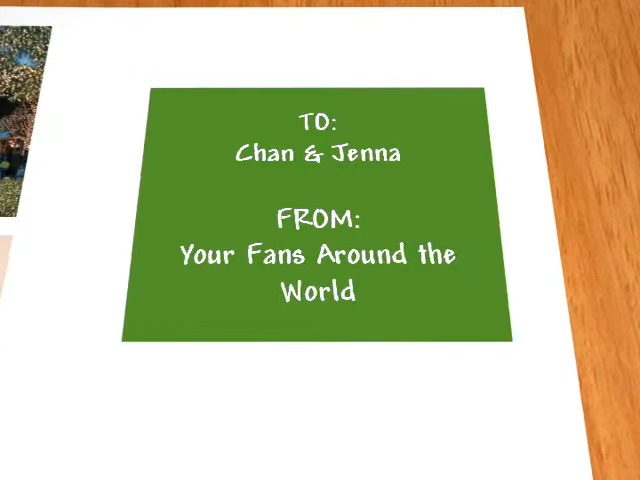 TO:
Chan & Jenna
FROM:
Your Fans Around the
World